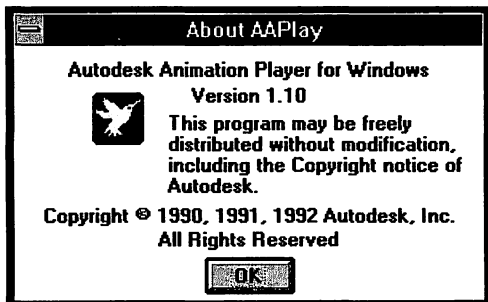 About AAPlay
Autodesk Animation Player for Windows
Version 1.10
This program may be freely
distributed without modification,
including the Copyright notice of
Autodesk.
Copyright © 1990, 1991, 1992 Autodesk, Inc.
All Rights Reserved
OK